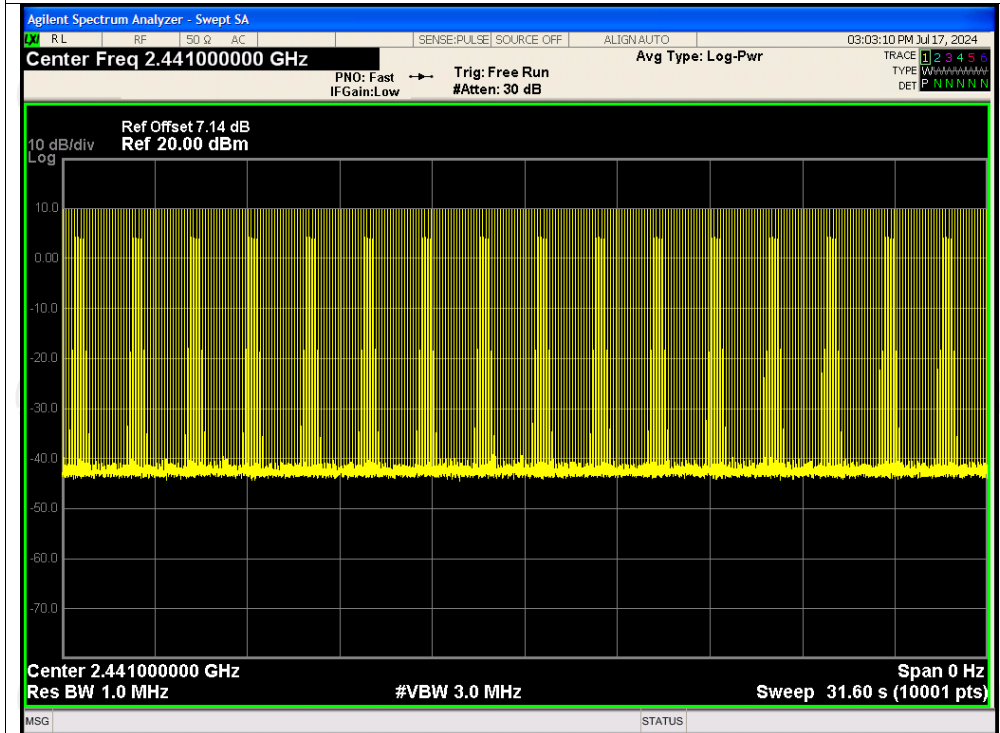 Agilent Spectrum Analyzer - Swept SA
LXI RL RF 50 Ω AC SENSE:PULSE SOURCE OFF ALIGN AUTO 03:03:10 PM Jul 17, 2024
Center Freq 2.441000000 GHz Avg Type: Log-Pwr TRACE 1 2 3 4 5 6
PNO: Fast Trig: Free Run TYPE W
IFGain:Low #Atten: 30 dB DET P N N N N N
Ref Offset 7.14 dB
10 dB/div Ref 20.00 dBm
Log
10.0
0.00
-10.0
-20.0
-30.0
-40.0
-50.0
-60.0
-70.0
Center 2.441000000 GHz Span 0 Hz
Res BW 1.0 MHz #VBW 3.0 MHz Sweep 31.60 s (10001 pts)
MSG STATUS